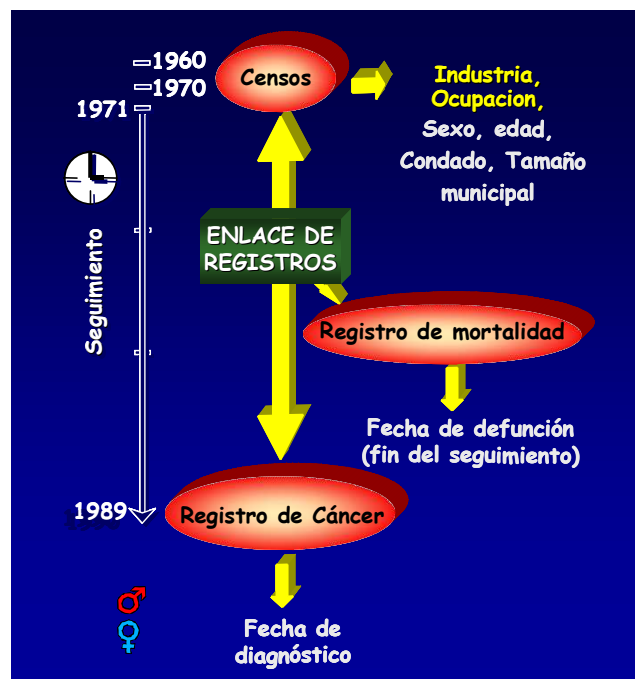 1960
1970
1971
Censos
Industria,
Ocupacion,
Sexo, edad,
Condado, Tamaño
municipal
Seguimiento
ENLACE DE
REGISTROS
Registro de mortalidad
Fecha de defunción
(fin del seguimiento)
1989
Registro de Cáncer
Fecha de
diagnóstico